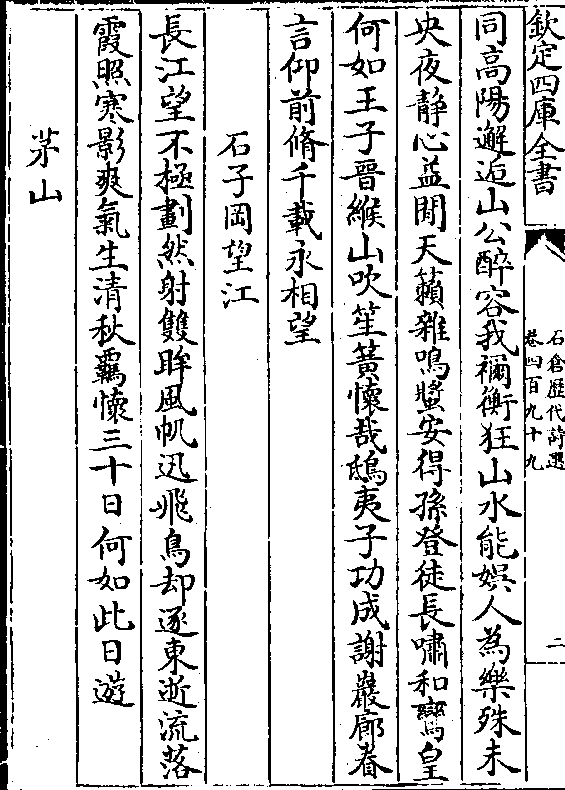 欽定四庫全書
石倉歴代詩選
卷四百九十九
二
同高陽邂逅山公醉容我禰衡狂山水能娯人為樂殊未
央夜静心益閒天籟雜鳴螿安得孫登徒長嘯和鸞皇
何如王子晉緱山吹笙簧懷哉鴟夷子功成謝巖廊眷
言仰前脩千載永相望
石子岡望江
長江望不極劃然射雙眸風帆迅飛鳥却逐東逝流落
霞照寒影爽氣生清秋羈懷三十日何如此日遊
茅山